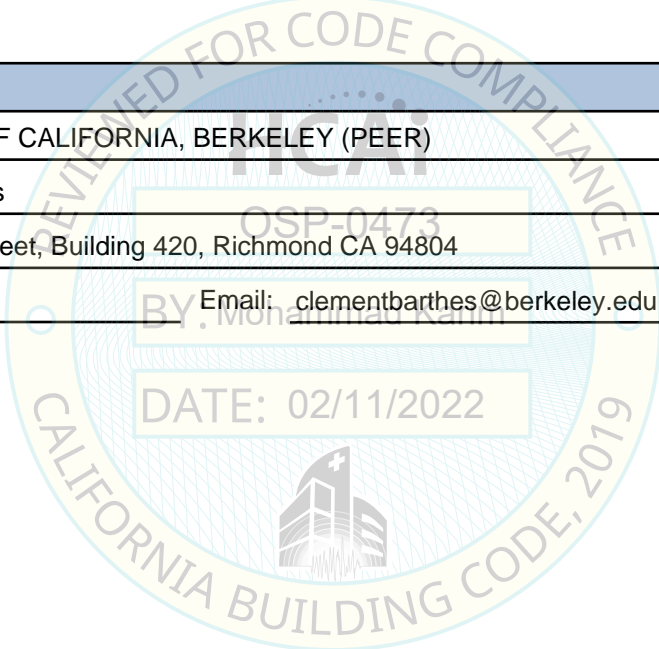 REVIEWED FOR CODE COMPLIANCE
HCAi
F CALIFORNIA, BERKELEY (PEER)
s
OSP-0473
eet, Building 420, Richmond CA 94804
Email: clementbarthes@berkeley.edu
BY: Mohammad Karim
DATE: 02/11/2022
CALIFORNIA BUILDING CODE, 2019